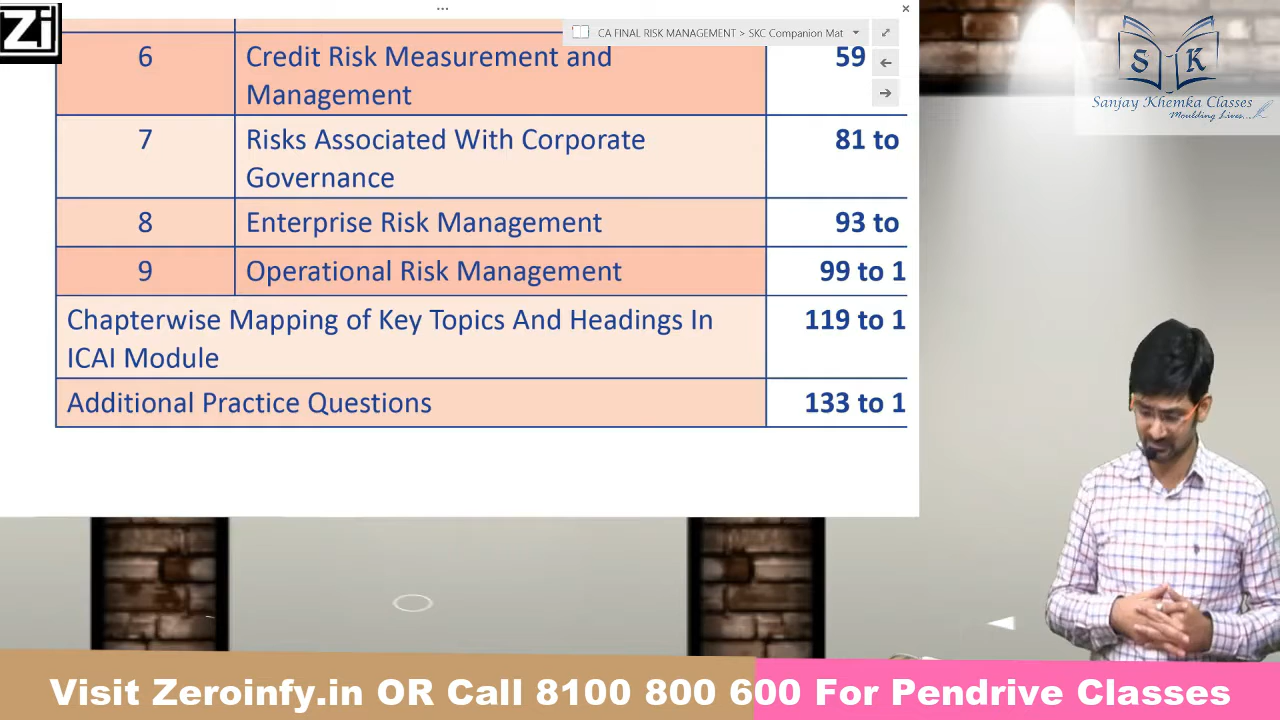 Zi
...
CA FINAL RISK MANAGEMENT > SKC Companion Mat
6 Credit Risk Measurement and 59
Management
7 Risks Associated With Corporate 81 to
Governance
8 Enterprise Risk Management 93 to
9 Operational Risk Management 99 to 1
Chapterwise Mapping of Key Topics And Headings In 119 to 1
ICAI Module
Additional Practice Questions 133 to 1
S K
Sanjay Khemka Classes
Moulding Lives...
Visit Zeroinfy.in OR Call 8100 800 600 For Pendrive Classes